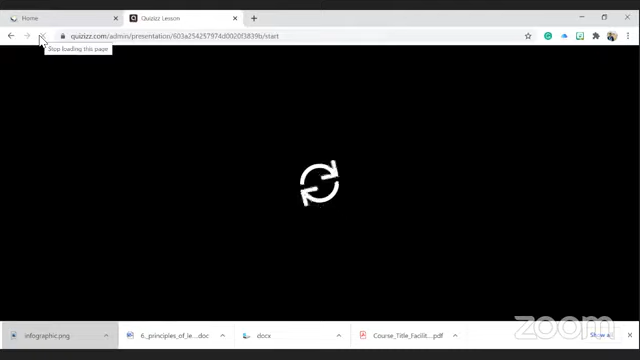 Home
Quizizz Lesson
quizizz.com/admin/presentation/603a254257974d0020f3839b/start
Stop loading this page
infographic.png
6_principles_of_le....doc
docx
Course_Title_Facilit....pdf
Show a
zoom